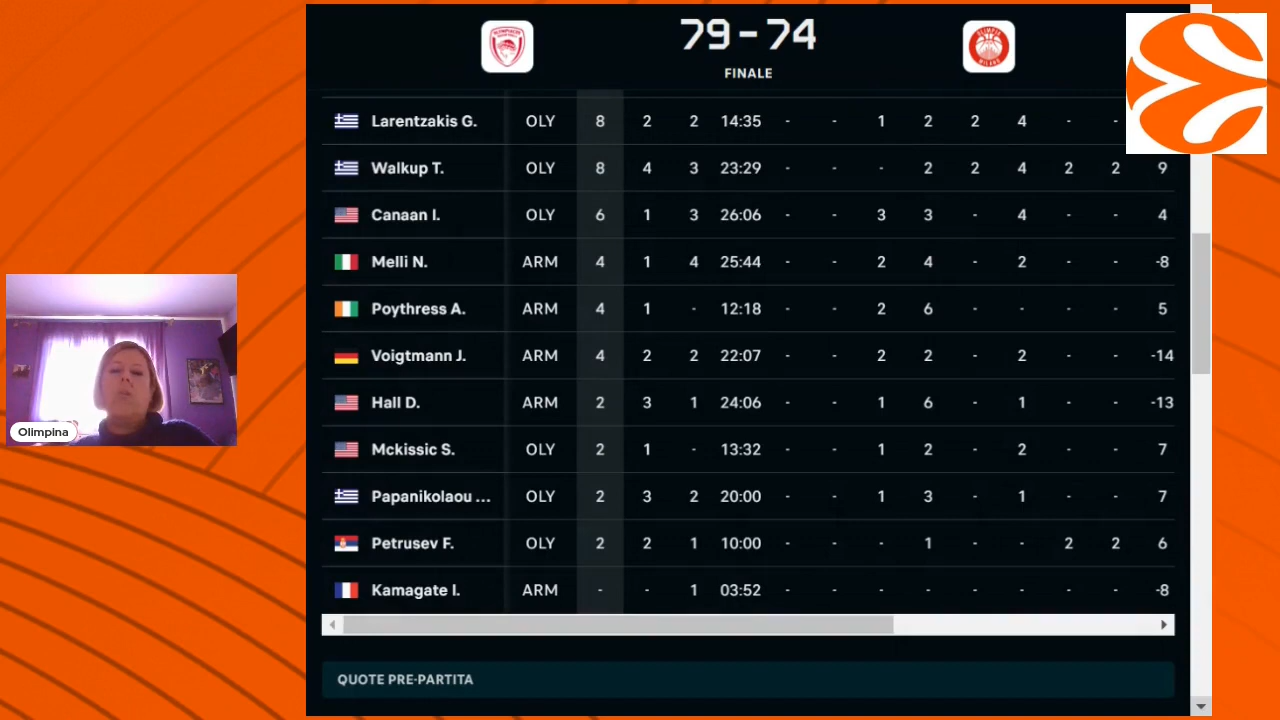 79 - 74
FINALE
Larentzakis G. OLY 8 2 2 14:35 - - 1 2 2 4 - -
Walkup T. OLY 8 4 3 23:29 - - - 2 2 4 2 2 9
Canaan I. OLY 6 1 3 26:06 - - 3 3 - 4 - - 4
Melli N. ARM 4 1 4 25:44 - - 2 4 - 2 - - -8
Poythress A. ARM 4 1 - 12:18 - - 2 6 - - - - 5
Voigtmann J. ARM 4 2 2 22:07 - - 2 2 - 2 - - -14
Hall D. ARM 2 3 1 24:06 - - 1 6 - 1 - - -13
Mckissic S. OLY 2 1 - 13:32 - - 1 2 - 2 - - 7
Papanikolaou ... OLY 2 3 2 20:00 - - 1 3 - 1 - - 7
Petrusev F. OLY 2 2 1 10:00 - - - 1 - - 2 2 6
Kamagate I. ARM - - 1 03:52 - - - - - - - - -8
QUOTE PRE-PARTITA
Olimpina